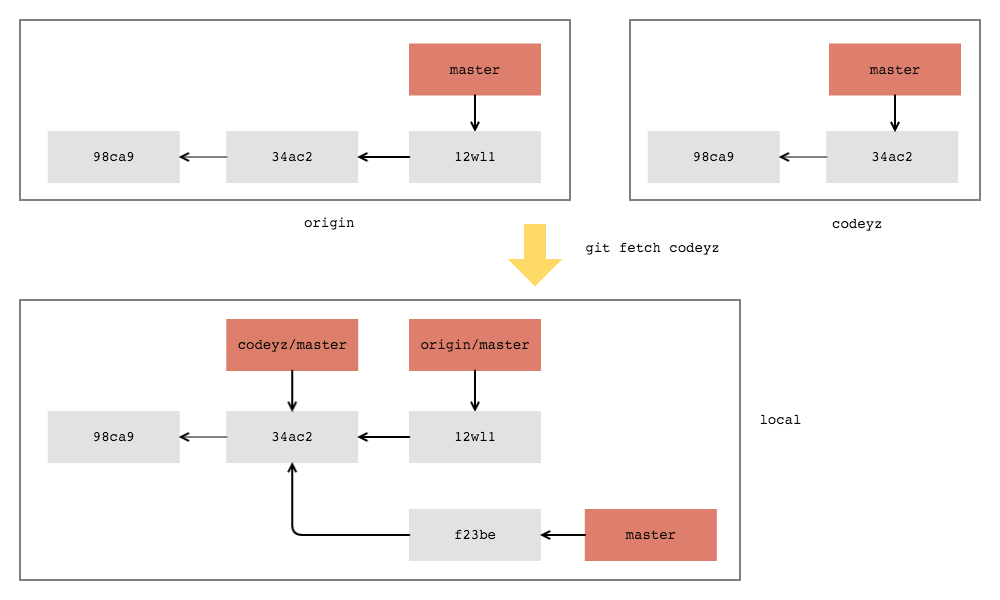 master
master
98ca9
34ac2
12wl1
98ca9
34ac2
origin
codeyz
git fetch codeyz
codeyz/master
origin/master
98ca9
34ac2
12wl1
local
f23be
master